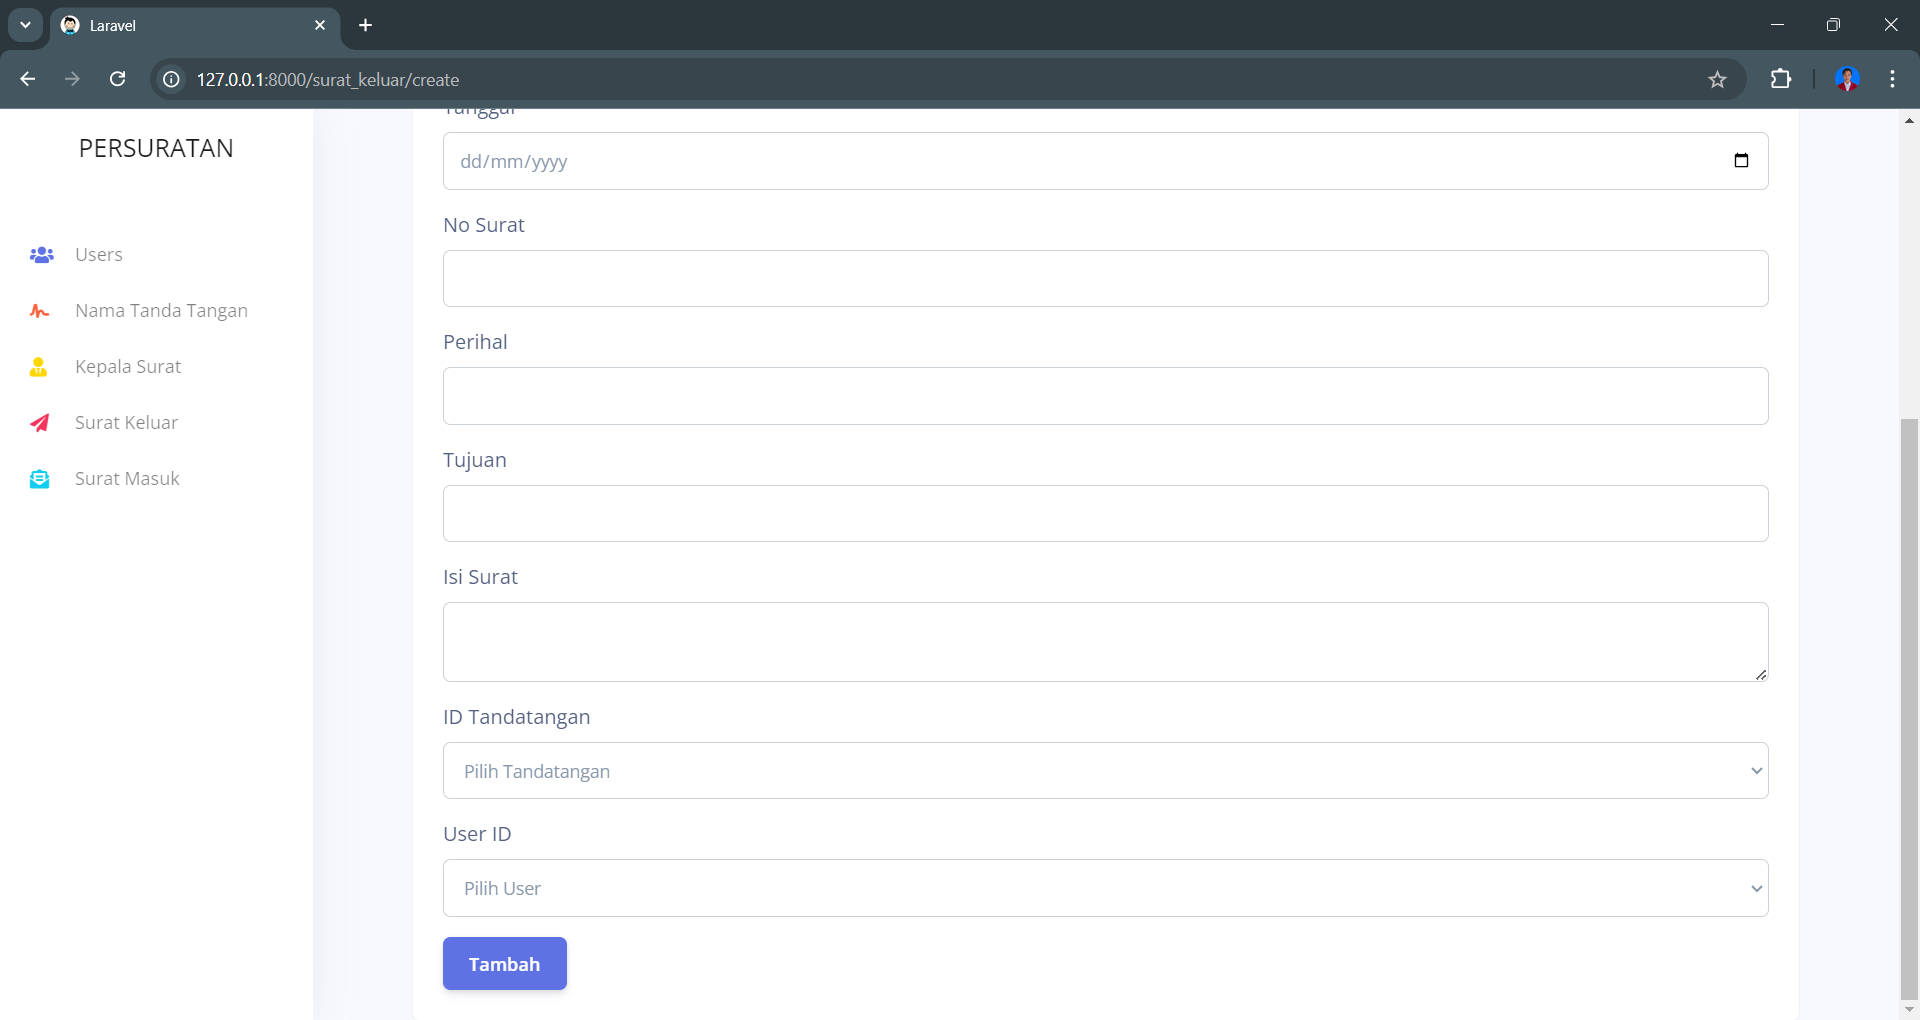 Laravel
127.0.0.1:8000/surat_keluar/create
PERSURATAN
Users
Nama Tanda Tangan
Kepala Surat
Surat Keluar
Surat Masuk
Tanggal
dd/mm/yyyy
No Surat
Perihal
Tujuan
Isi Surat
ID Tandatangan
Pilih Tandatangan
User ID
Pilih User
Tambah